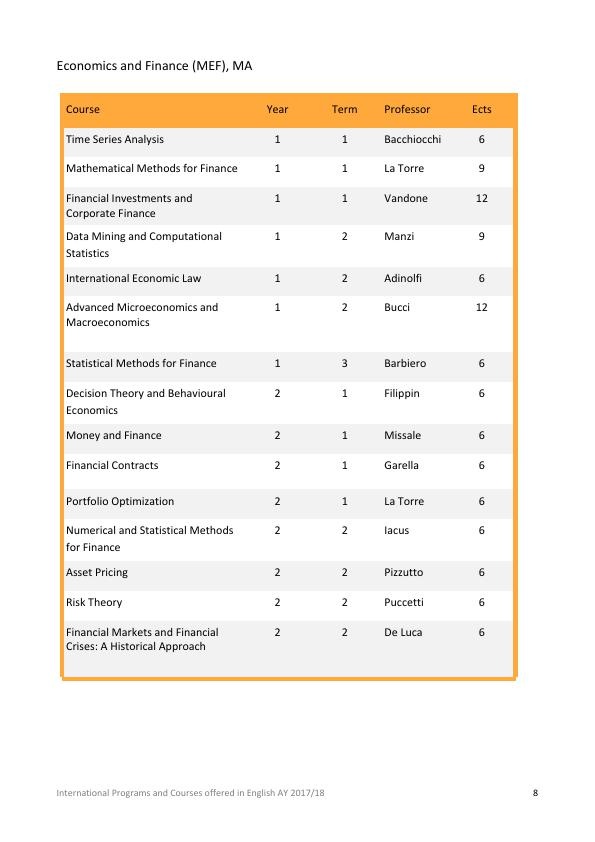 Economics and Finance (MEF), MA
Course Year Term Professor Ects
Time Series Analysis 1 1 Bacchiocchi 6
Mathematical Methods for Finance 1 1 La Torre 9
Financial Investments and 1 1 Vandone 12
Corporate Finance
Data Mining and Computational 1 2 Manzi 9
Statistics
International Economic Law 1 2 Adinolfi 6
Advanced Microeconomics and 1 2 Bucci 12
Macroeconomics
Statistical Methods for Finance 1 3 Barbiero 6
Decision Theory and Behavioural 2 1 Filippin 6
Economics
Money and Finance 2 1 Missale 6
Financial Contracts 2 1 Garella 6
Portfolio Optimization 2 1 La Torre 6
Numerical and Statistical Methods 2 2 Iacus 6
for Finance
Asset Pricing 2 2 Pizzutto 6
Risk Theory 2 2 Puccetti 6
Financial Markets and Financial 2 2 De Luca 6
Crises: A Historical Approach
International Programs and Courses offered in English AY 2017/18 8